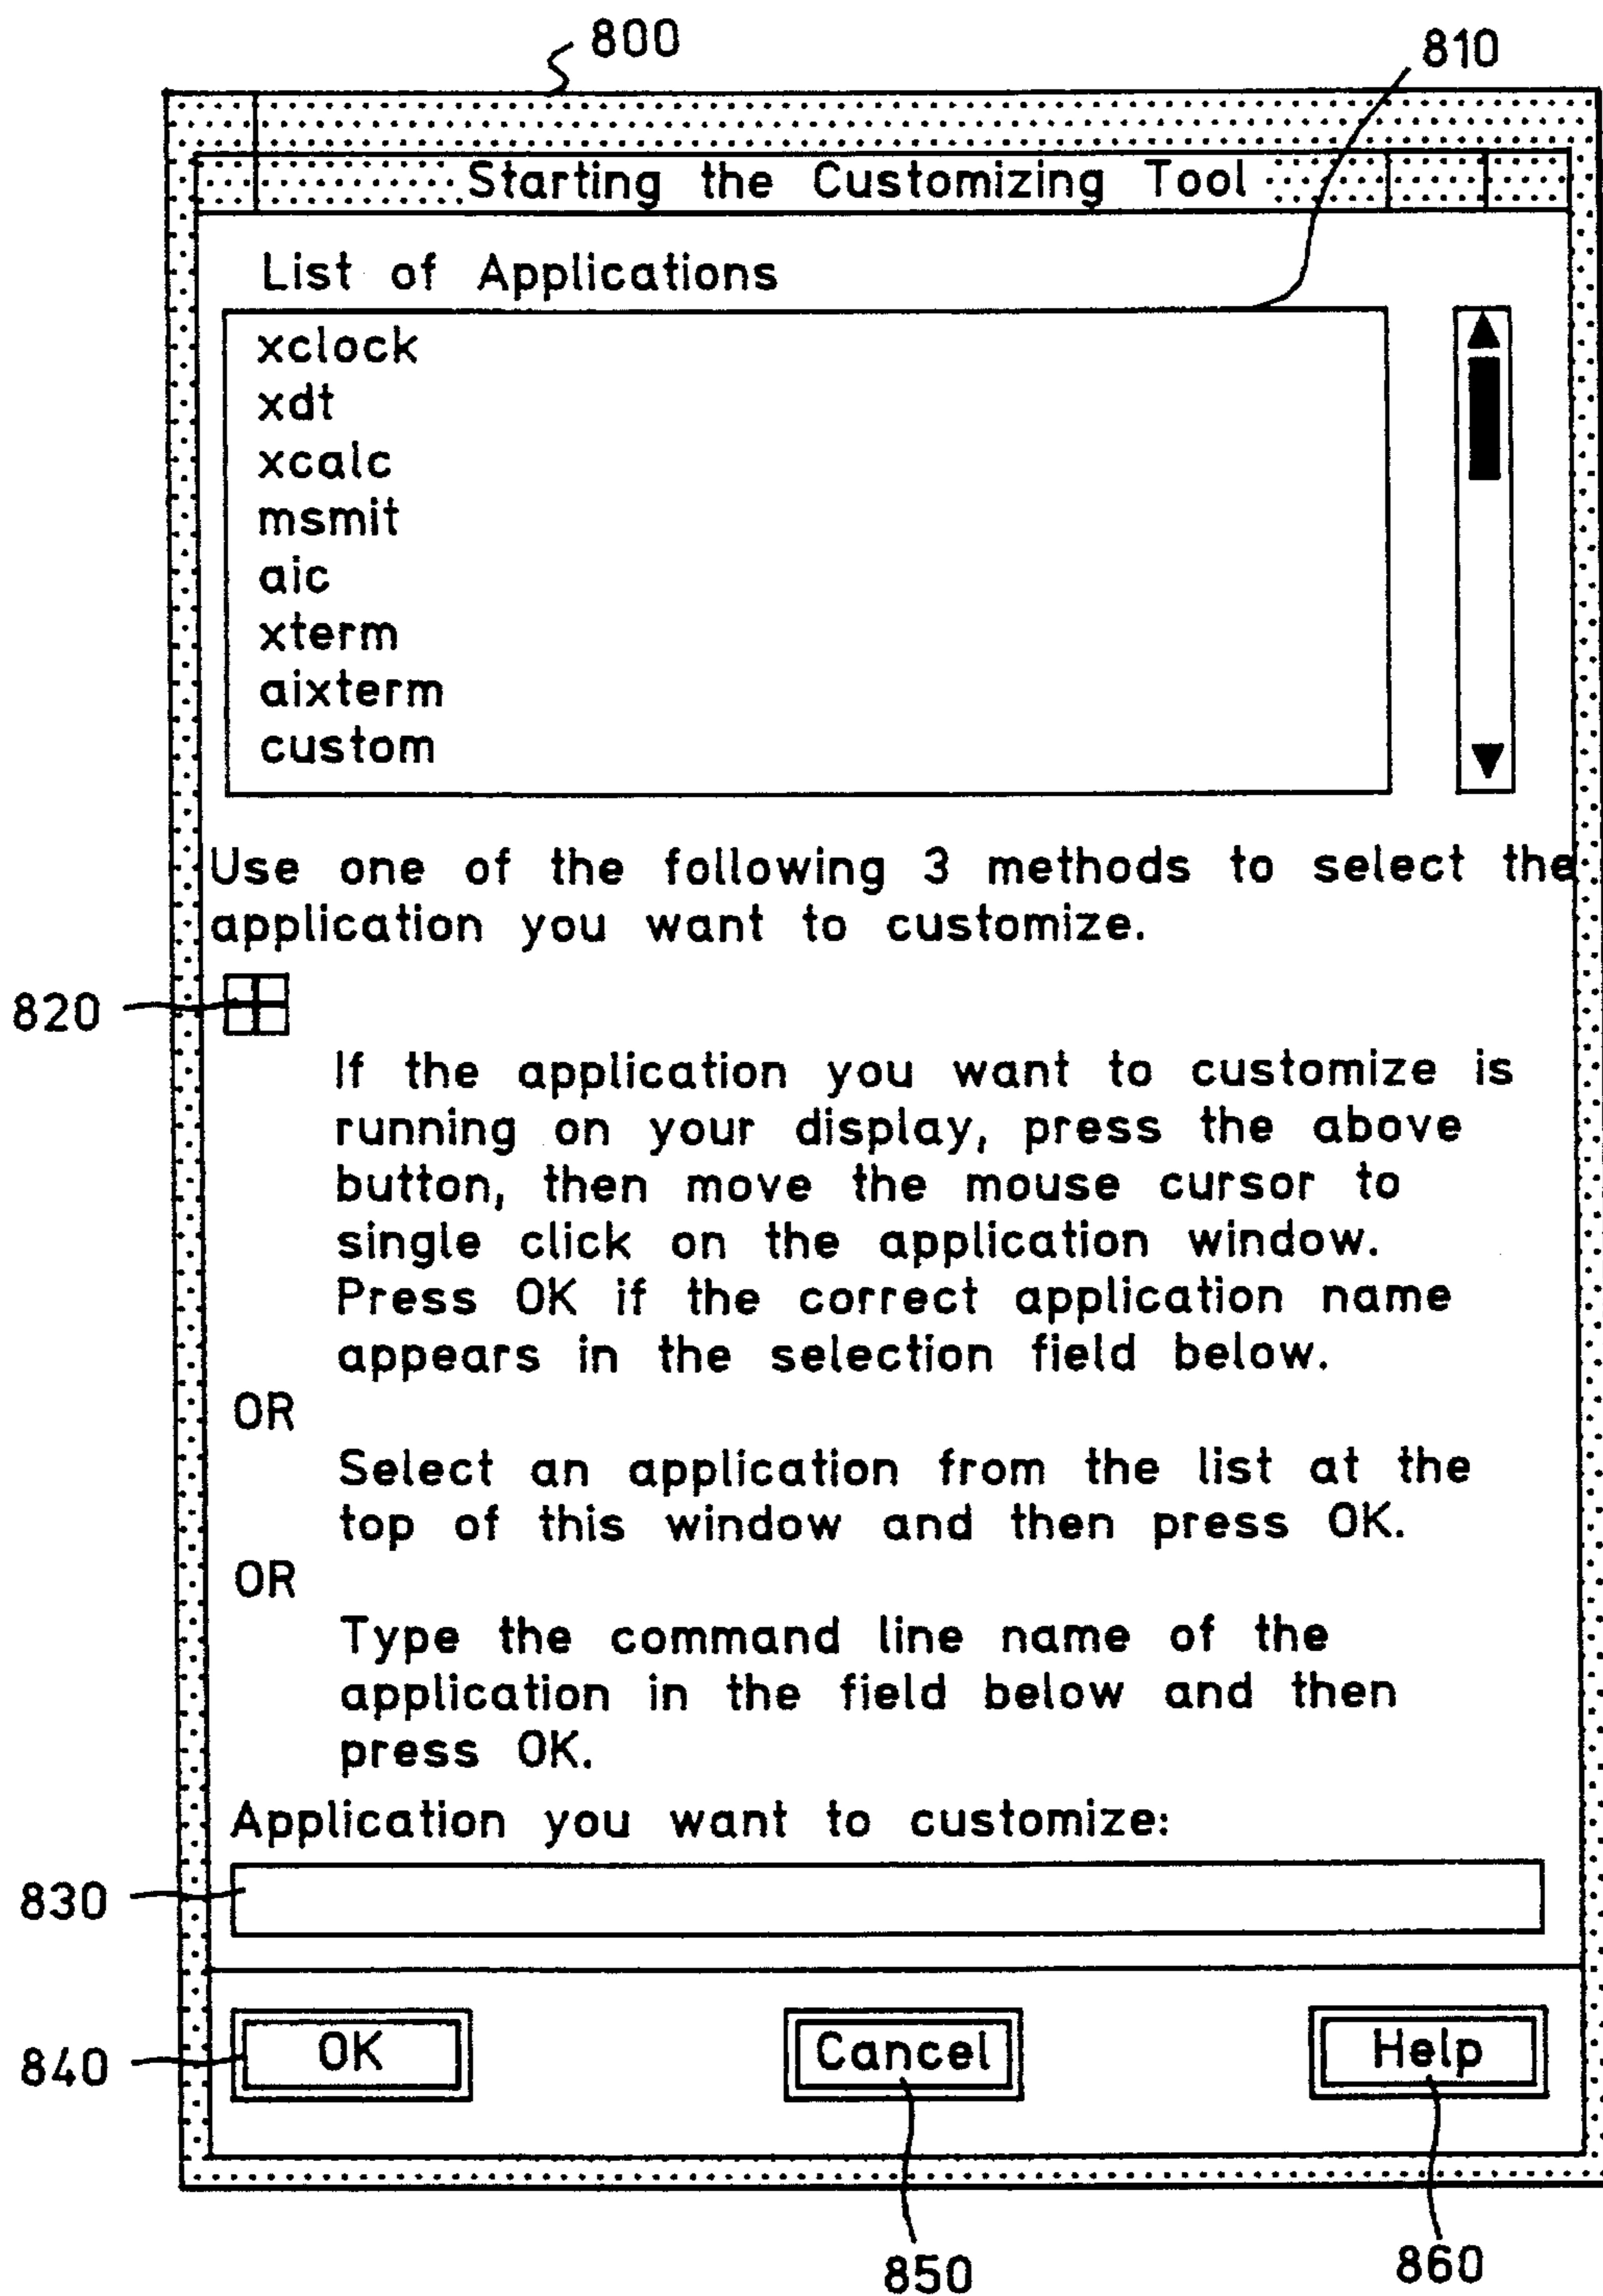 800
810
Starting the Customizing Tool
List of Applications
xclock
xdt
xcalc
msmit
aic
xterm
aixterm
custom
Use one of the following 3 methods to select the
application you want to customize.
820
If the application you want to customize is
running on your display, press the above
button, then move the mouse cursor to
single click on the application window.
Press OK if the correct application name
appears in the selection field below.
OR
Select an application from the list at the
top of this window and then press OK.
OR
Type the command line name of the
application in the field below and then
press OK.
Application you want to customize:
830
840
OK Cancel Help
850
860